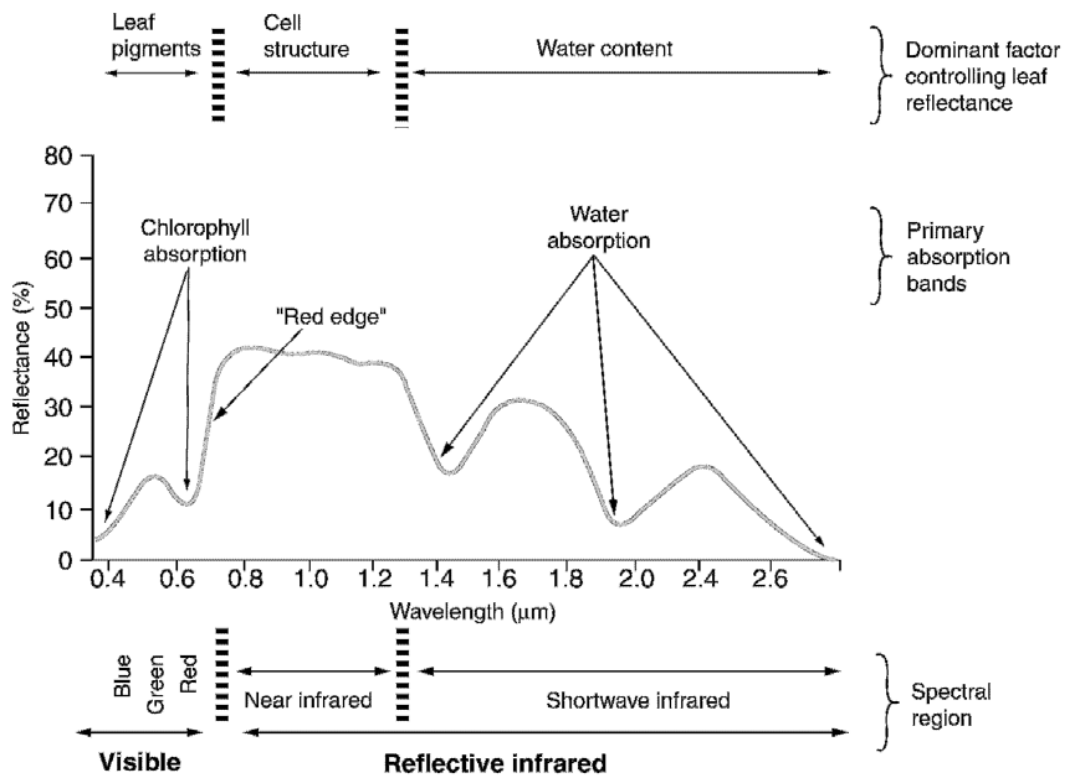 Leaf
pigments
Cell
structure
Water content
Dominant factor
controlling leaf
reflectance
80
70
60
50
40
30
20
10
0
Reflectance (%)
Chlorophyll
absorption
"Red edge"
Water
absorption
Primary
absorption
bands
0.4 0.6 0.8 1.0 1.2 1.4 1.6 1.8 2.0 2.4 2.6
Wavelength (μm)
Blue
Green
Red
Near infrared
Shortwave infrared
Spectral
region
Visible
Reflective infrared